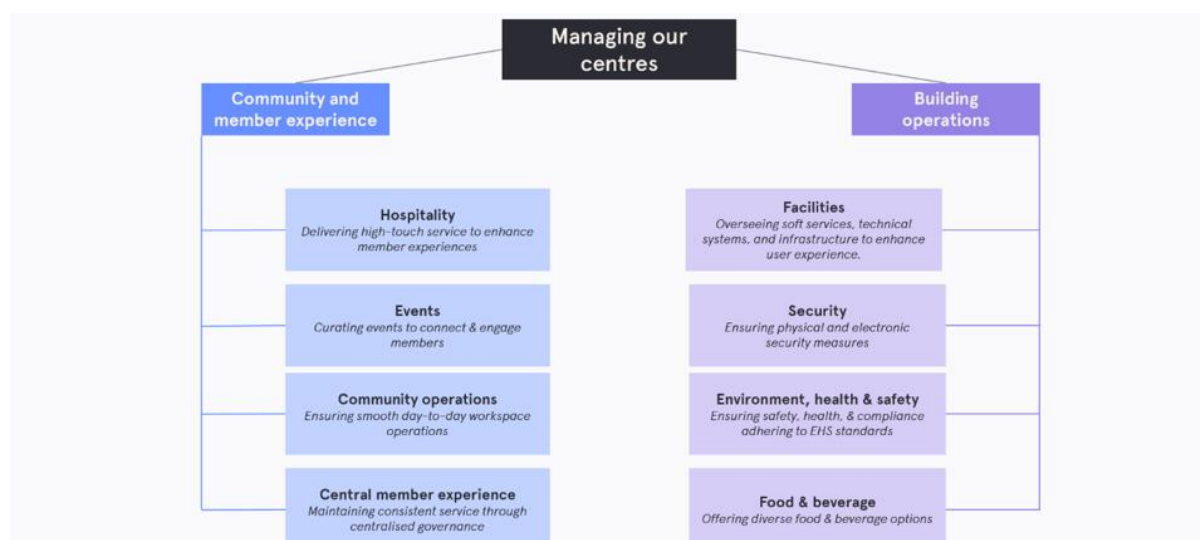 Managing our
centres
Community and
member experience
Building
operations
Hospitality
Delivering high-touch service to enhance
member experiences
Events
Curating events to connect & engage
members
Community operations
Ensuring smooth day-to-day workspace
operations
Central member experience
Maintaining consistent service through
centralised governance
Facilities
Overseeing soft services, technical
systems, and infrastructure to enhance
user experience.
Security
Ensuring physical and electronic
security measures
Environment, health & safety
Ensuring safety, health, & compliance
adhering to EHS standards
Food & beverage
Offering diverse food & beverage options